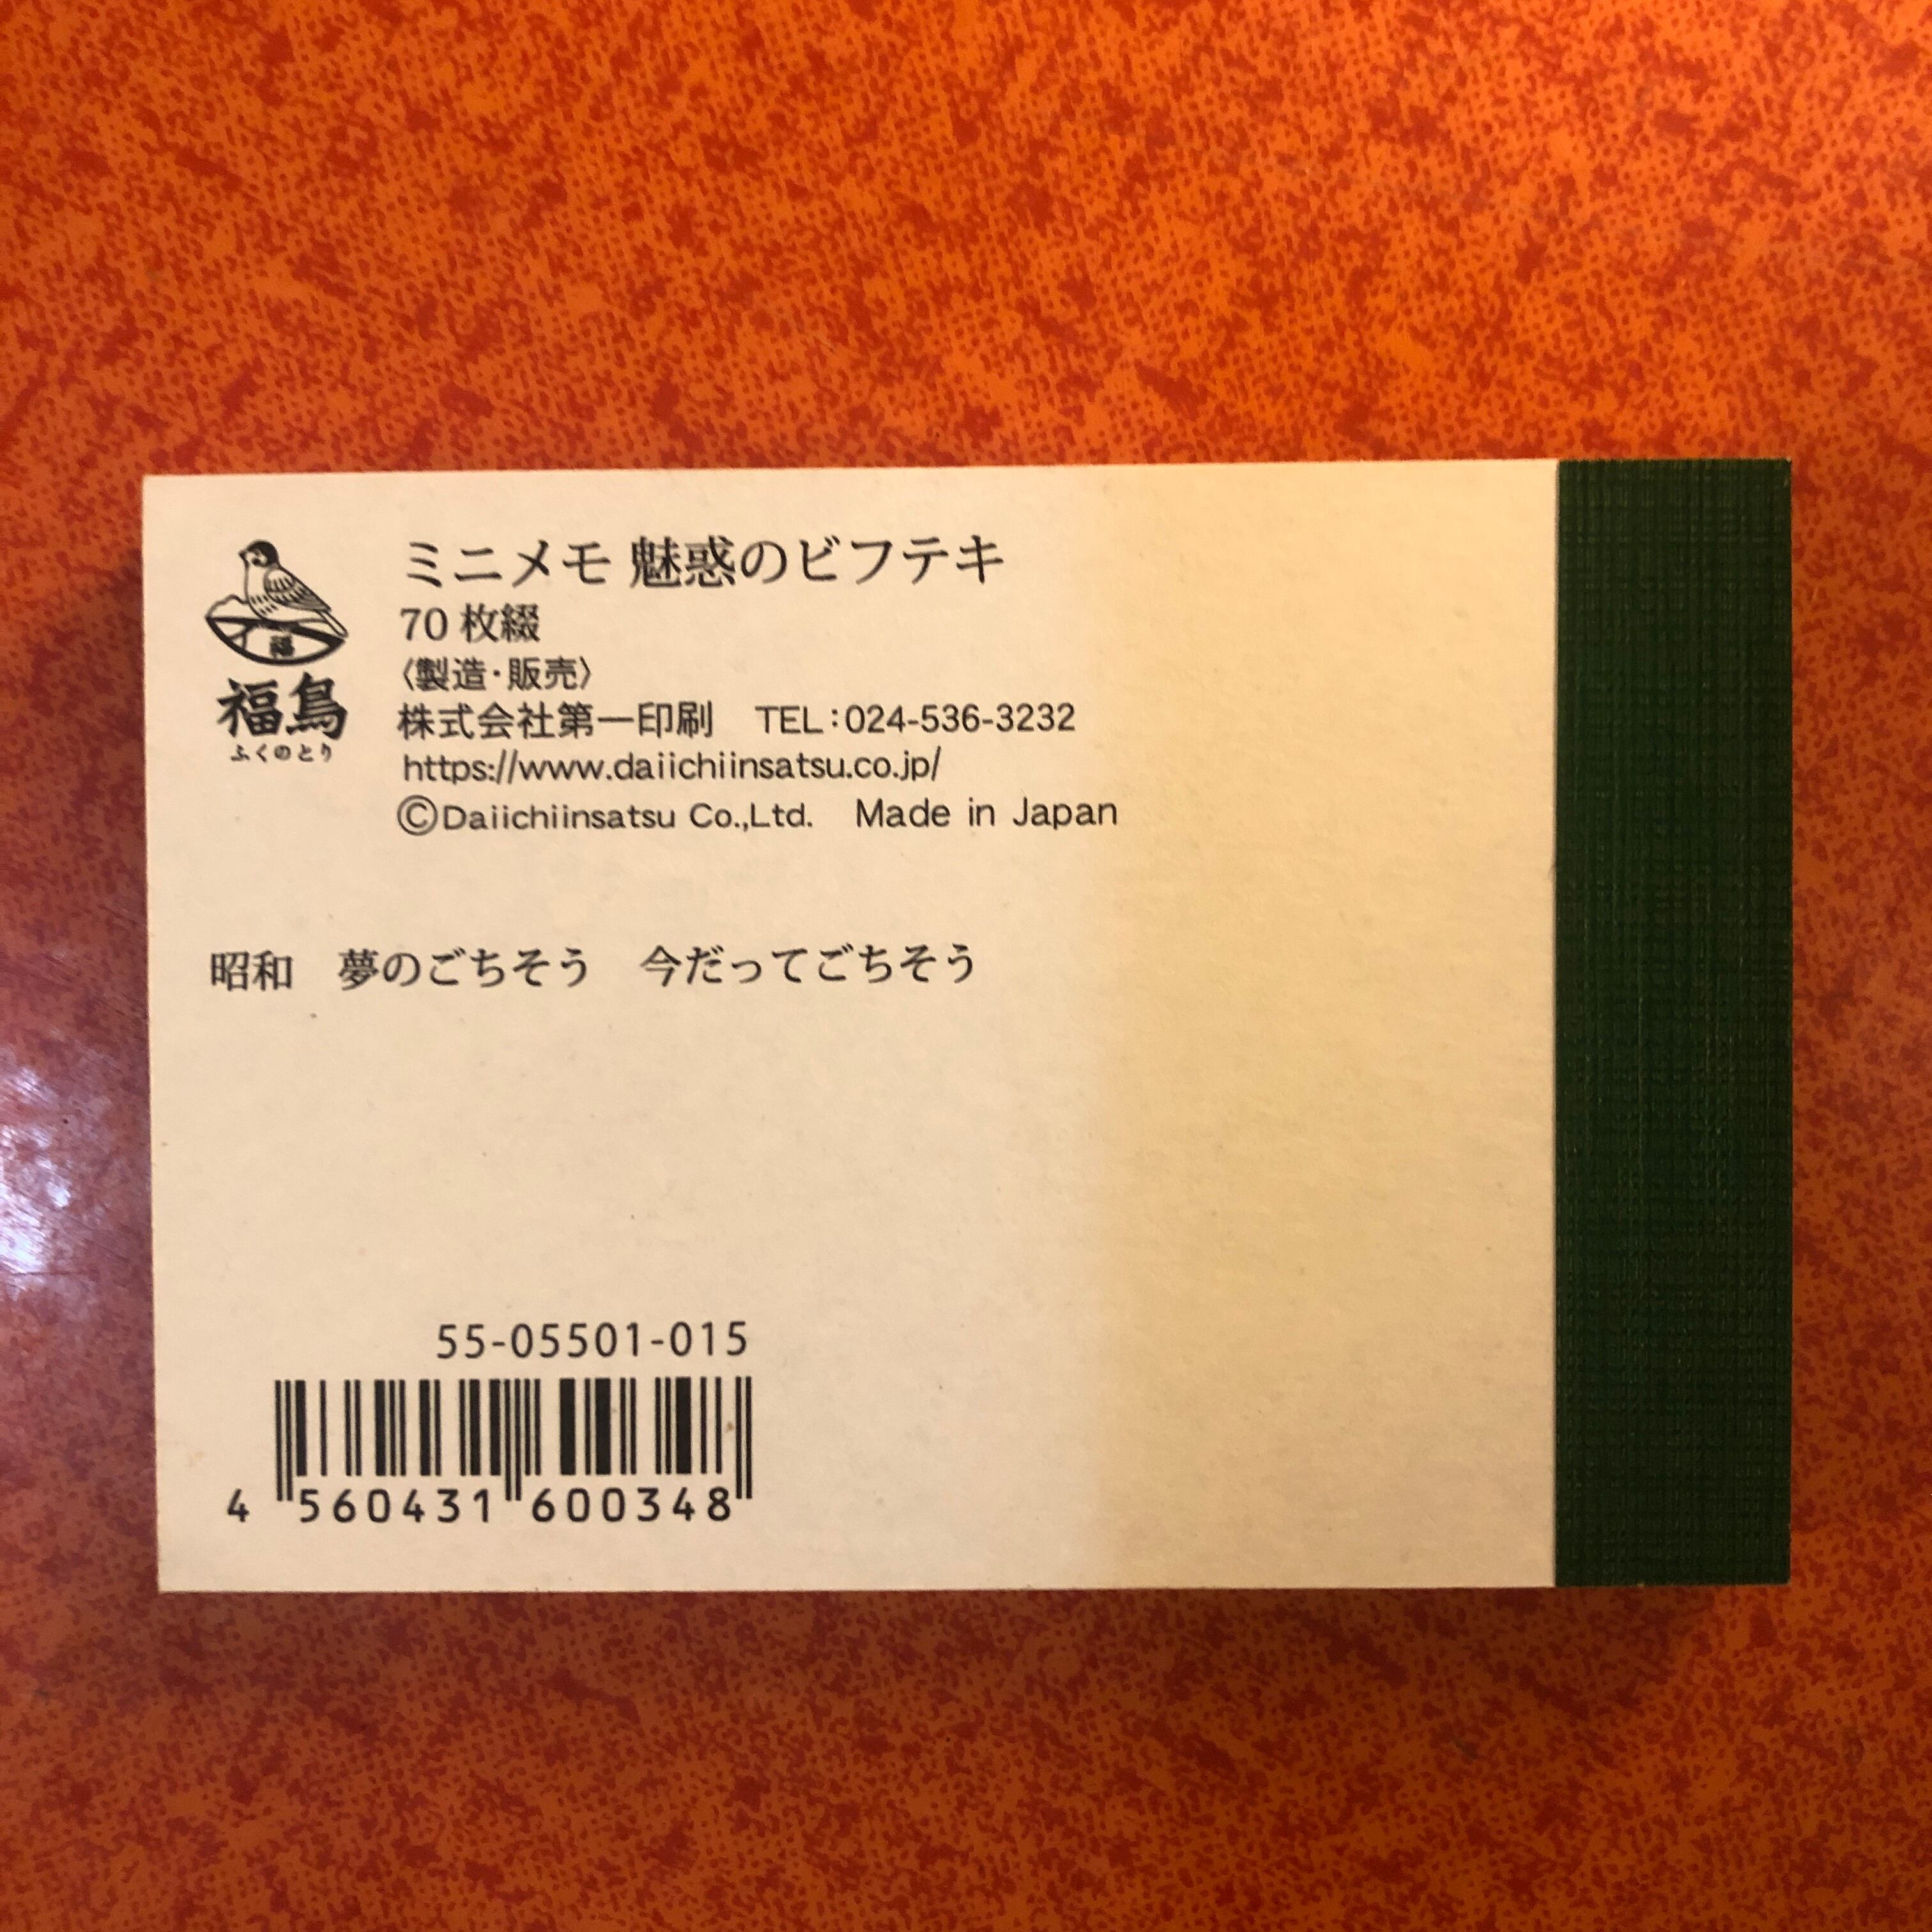 福
福鳥
ふくのとり
ミニメモ 魅惑のビフテキ
70枚綴
〈製造・販売〉
株式会社第一印刷　TEL：024-536-3232
https://www.daiichiinsatsu.co.jp/
©Daiichiinsatsu Co.,Ltd.　Made in Japan
昭和　夢のごちそう　今だってごちそう
55-05501-015
4 560431 600348